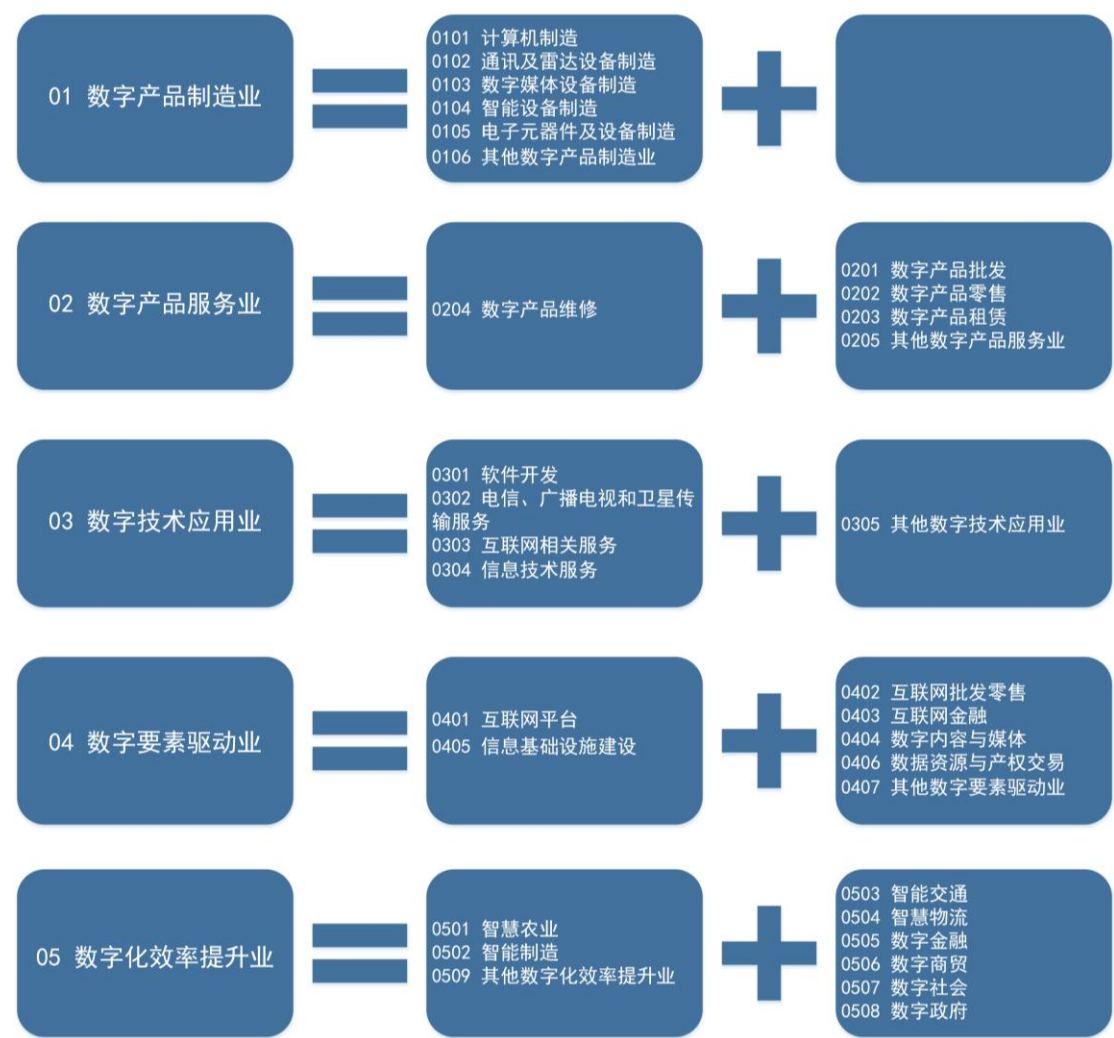 01 数字产品制造业
0101 计算机制造
0102 通讯及雷达设备制造
0103 数字媒体设备制造
0104 智能设备制造
0105 电子元器件及设备制造
0106 其他数字产品制造业
02 数字产品服务业
0204 数字产品维修
0201 数字产品批发
0202 数字产品零售
0203 数字产品租赁
0205 其他数字产品服务业
03 数字技术应用业
0301 软件开发
0302 电信、广播电视和卫星传
输服务
0303 互联网相关服务
0304 信息技术服务
0305 其他数字技术应用业
04 数字要素驱动业
0401 互联网平台
0405 信息基础设施建设
0402 互联网批发零售
0403 互联网金融
0404 数字内容与媒体
0406 数据资源与产权交易
0407 其他数字要素驱动业
05 数字化效率提升业
0501 智慧农业
0502 智能制造
0509 其他数字化效率提升业
0503 智能交通
0504 智慧物流
0505 数字金融
0506 数字商贸
0507 数字社会
0508 数字政府